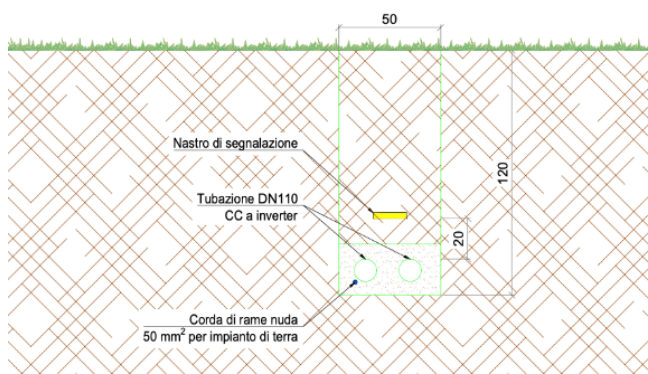 50
Nastro di segnalazione
Tubazione DN110
CC a inverter
120
20
Corda di rame nuda
50 mm² per impianto di terra